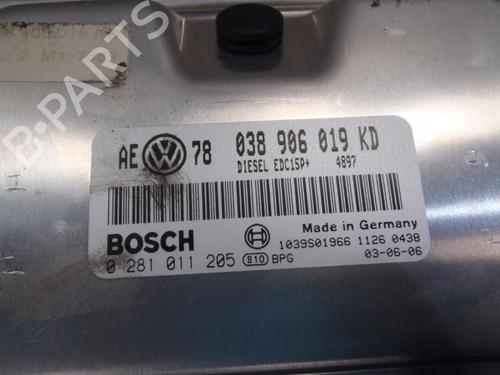 AE 78 038 906 019 KD
DIESEL EDC15P+ 4897
BOSCH
Made in Germany
1039S01966 1126 0438
0 281 011 205 810 BPG 03-06-06
B-PARTS